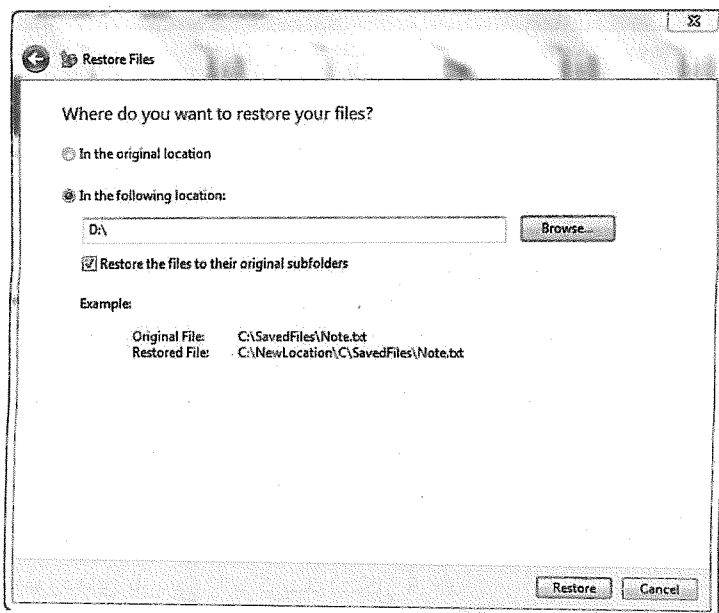 Restore Files
Where do you want to restore your files?
In the original location
In the following location:
D:\
Browse...
Restore the files to their original subfolders
Example:
Original File: C:\SavedFiles\Note.txt
Restored File: C:\NewLocation\C\SavedFiles\Note.txt
Restore
Cancel